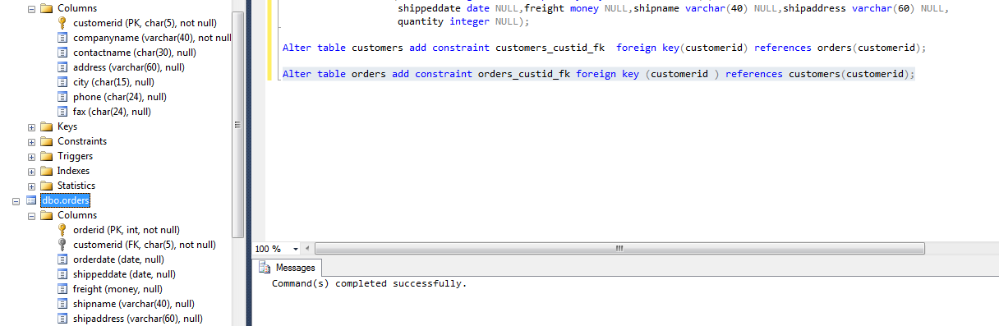 Columns
customerid (PK, char(5), not null)
companyname (varchar(40), not null
contactname (char(30), null)
address (varchar(60), null)
city (char(15), null)
phone (char(24), null)
fax (char(24), null)
Keys
Constraints
Triggers
Indexes
Statistics
dbo.orders
Columns
orderid (PK, int, not null)
customerid (FK, char(5), not null)
orderdate (date, null)
shippeddate (date, null)
freight (money, null)
shipname (varchar(40), null)
shipaddress (varchar(60), null)
shippeddate date NULL,freight money NULL,shipname varchar(40) NULL,shipaddress varchar(60) NULL,
quantity integer NULL);
Alter table customers add constraint customers_custid_fk  foreign key(customerid) references orders(customerid);
Alter table orders add constraint orders_custid_fk foreign key (customerid ) references customers(customerid);
100 %
Messages
Command(s) completed successfully.